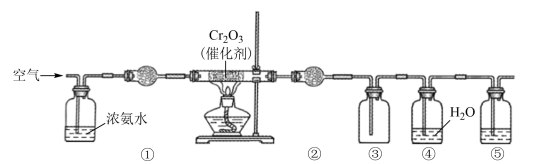 Cr₂O₃
(催化剂)
空气
浓氨水
H₂O
① ② ③ ④ ⑤